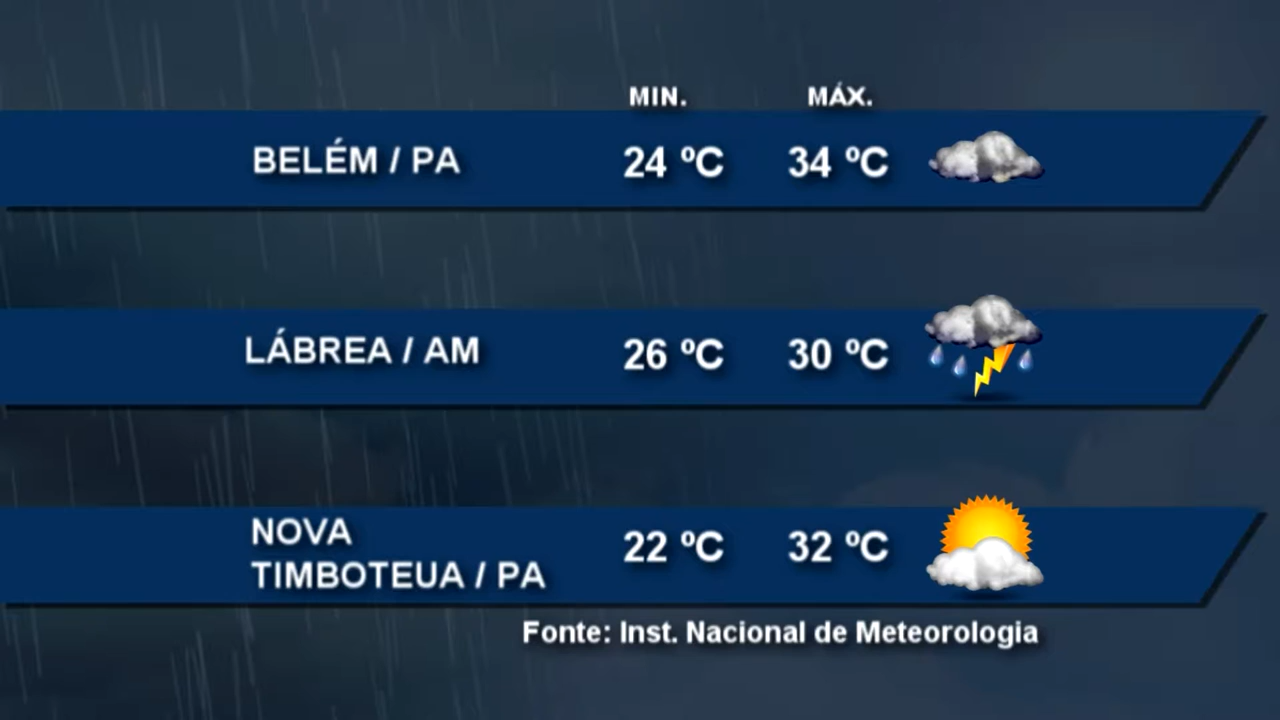 MIN. MÁX.
BELÉM / PA 24 ºC 34 ºC
LÁBREA / AM 26 ºC 30 ºC
NOVA
TIMBOTEUA / PA 22 ºC 32 ºC
Fonte: Inst. Nacional de Meteorologia